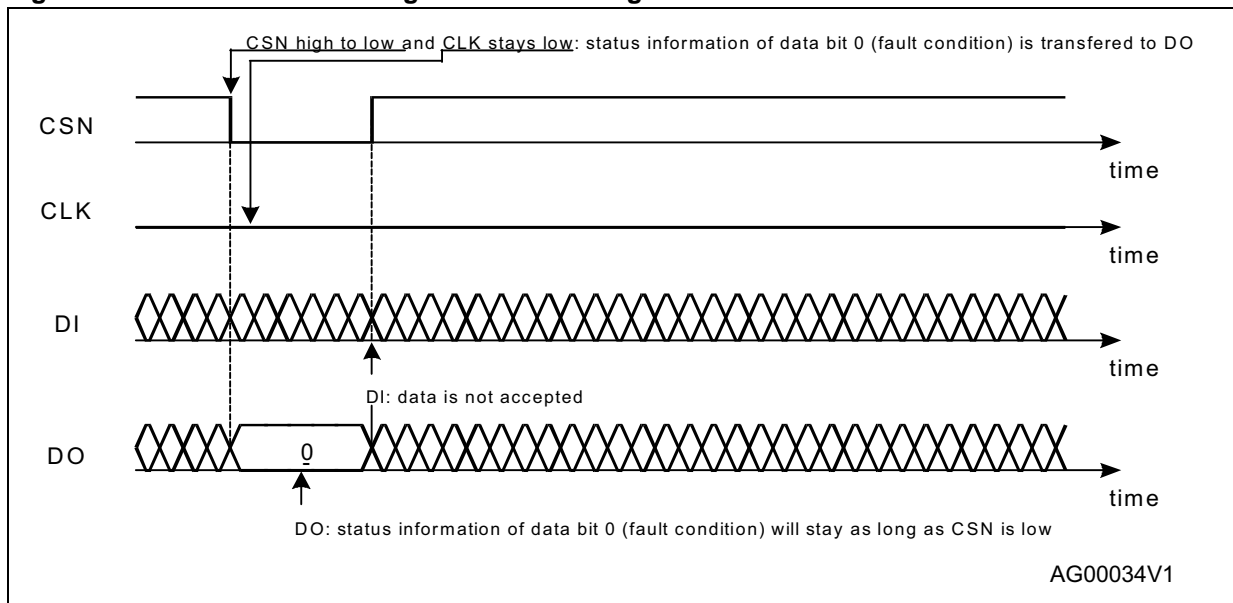 CSN high to low and CLK stays low: status information of data bit 0 (fault condition) is transfered to DO
CSN
time
CLK
time
DI
time
DI: data is not accepted
DO
0
time
DO: status information of data bit 0 (fault condition) will stay as long as CSN is low
AG00034V1